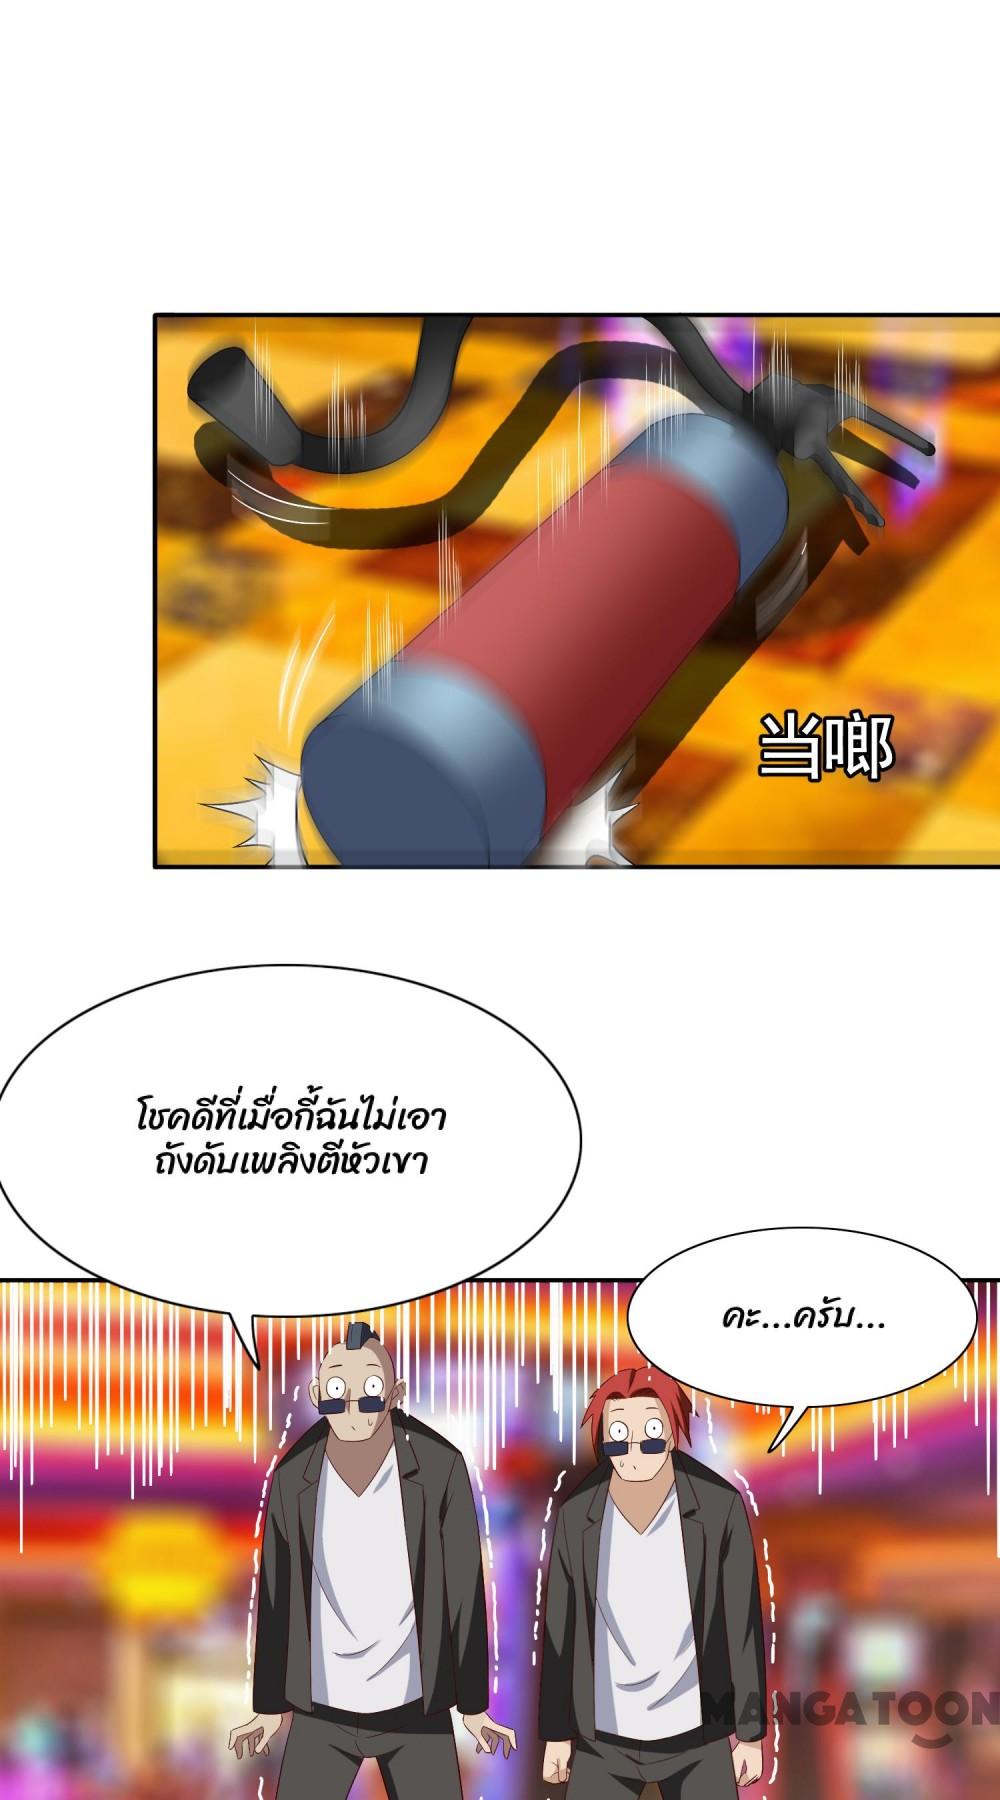 当啷
โชคดีที่เมื่อกี้ฉันไม่เอา
ถังดับเพลิงตีหัวเขา
คะ...ครับ...
MANGATOON